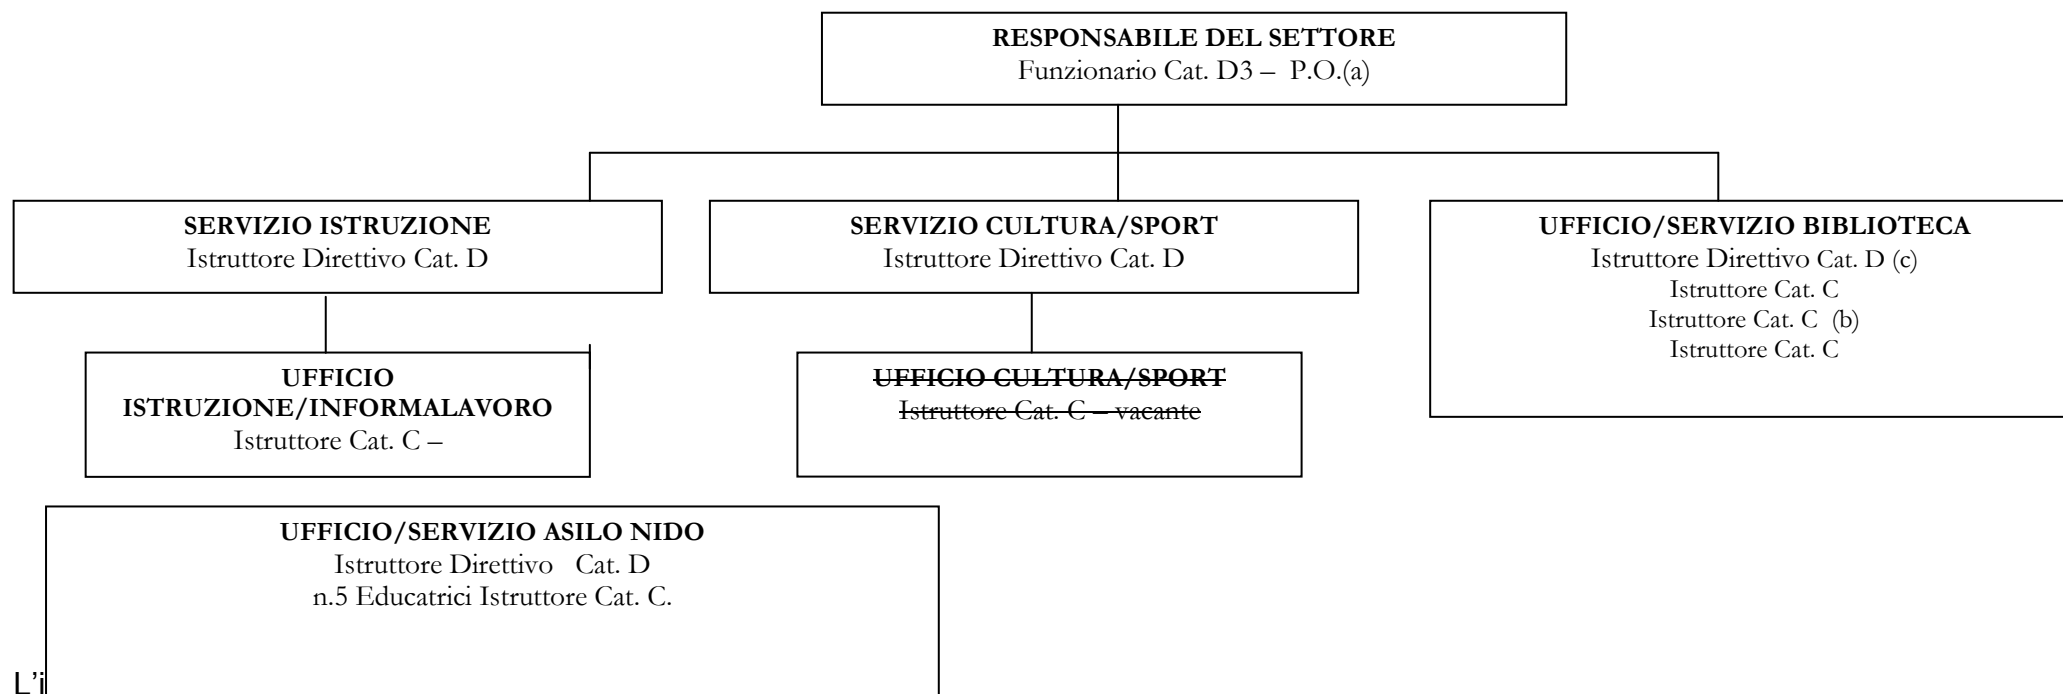 RESPONSABILE DEL SETTORE
Funzionario Cat. D3 – P.O.(a)
SERVIZIO ISTRUZIONE
Istruttore Direttivo Cat. D
SERVIZIO CULTURA/SPORT
Istruttore Direttivo Cat. D
UFFICIO/SERVIZIO BIBLIOTECA
Istruttore Direttivo Cat. D (c)
Istruttore Cat. C
Istruttore Cat. C (b)
Istruttore Cat. C
UFFICIO
ISTRUZIONE/INFORMALAVORO
Istruttore Cat. C –
UFFICIO CULTURA/SPORT
Istruttore Cat. C – vacante
UFFICIO/SERVIZIO ASILO NIDO
Istruttore Direttivo Cat. D
n.5 Educatrici Istruttore Cat. C.
L'i